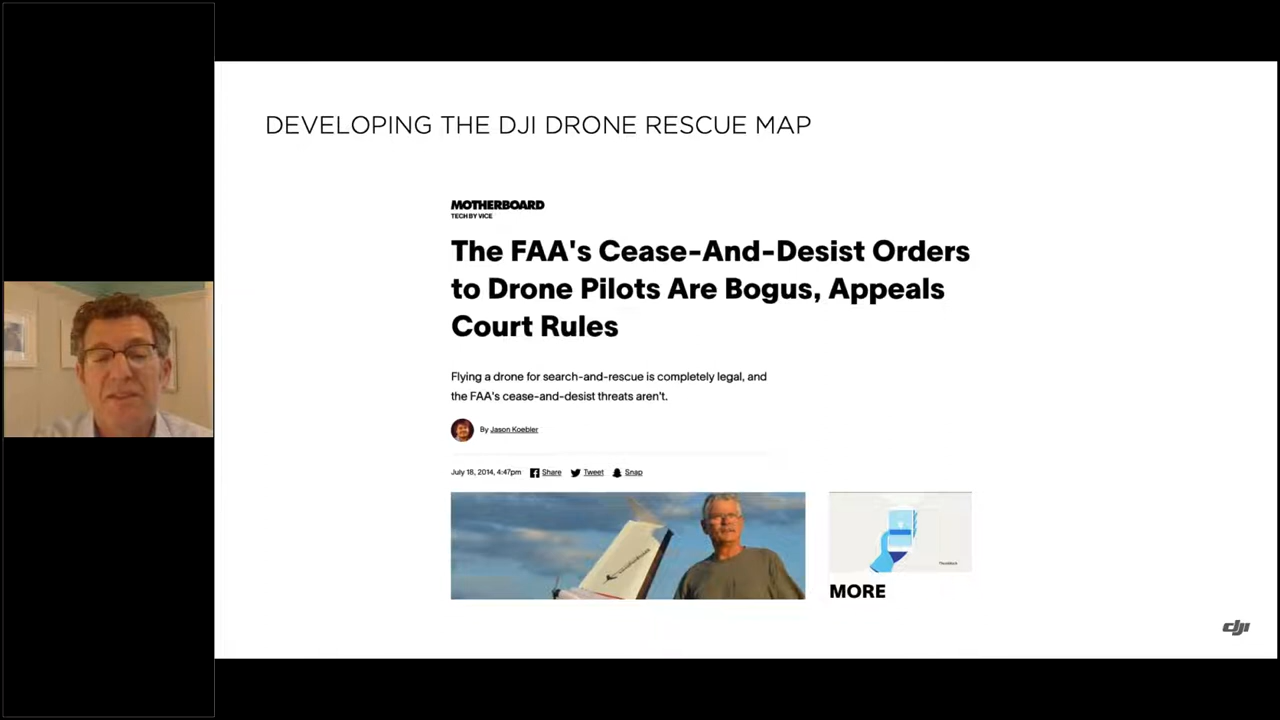 DEVELOPING THE DJI DRONE RESCUE MAP
MOTHERBOARD
TECH BY VICE
The FAA's Cease-And-Desist Orders
to Drone Pilots Are Bogus, Appeals
Court Rules
Flying a drone for search-and-rescue is completely legal, and
the FAA's cease-and-desist threats aren't.
By Jason Koebler
July 18, 2014, 4:47pm Share Tweet Snap
MORE
dji